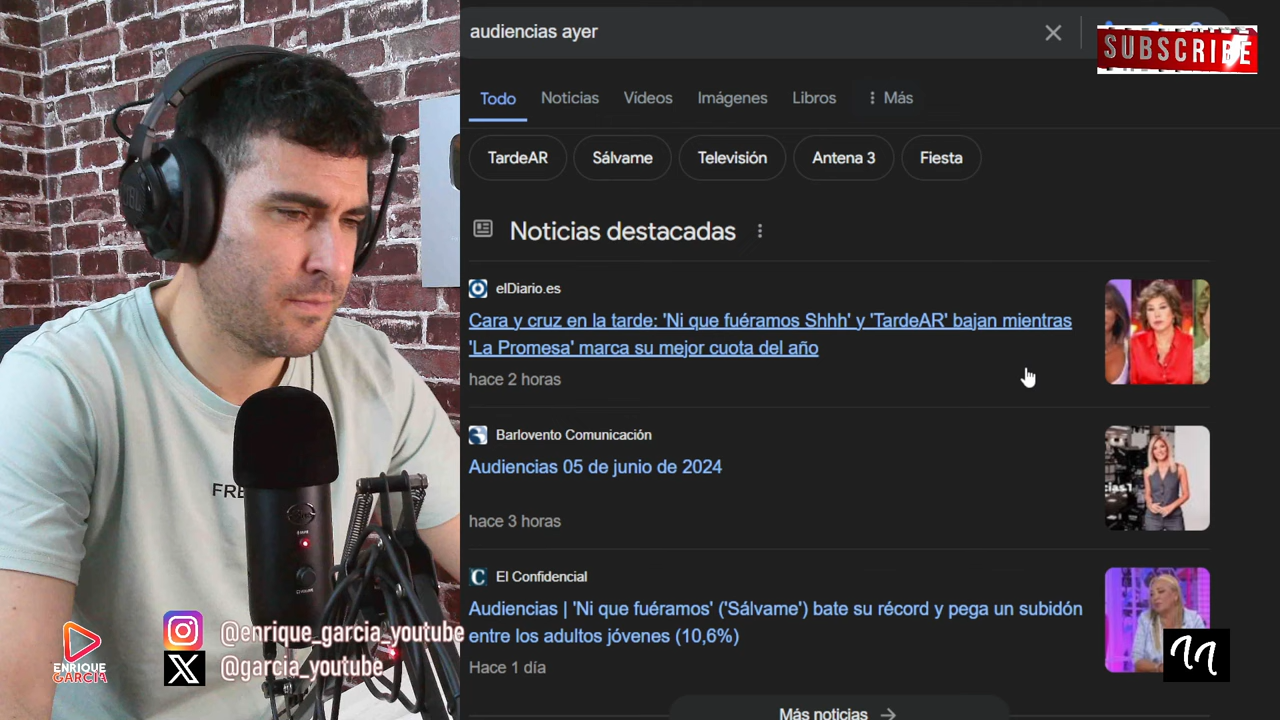 audiencias ayer
SUBSCRIBE
Todo
Noticias
Vídeos
Imágenes
Libros
Más
TardeAR
Sálvame
Televisión
Antena 3
Fiesta
Noticias destacadas
elDiario.es
Cara y cruz en la tarde: 'Ni que fuéramos Shhh' y 'TardeAR' bajan mientras
'La Promesa' marca su mejor cuota del año
hace 2 horas
Barlovento Comunicación
Audiencias 05 de junio de 2024
hace 3 horas
El Confidencial
Audiencias | 'Ni que fuéramos' ('Sálvame') bate su récord y pega un subidón
entre los adultos jóvenes (10,6%)
Hace 1 día
Más noticias
JBL
FRE
ENRIQUE
GARCIA
@enrique_garcia_youtube
@garcia_youtube